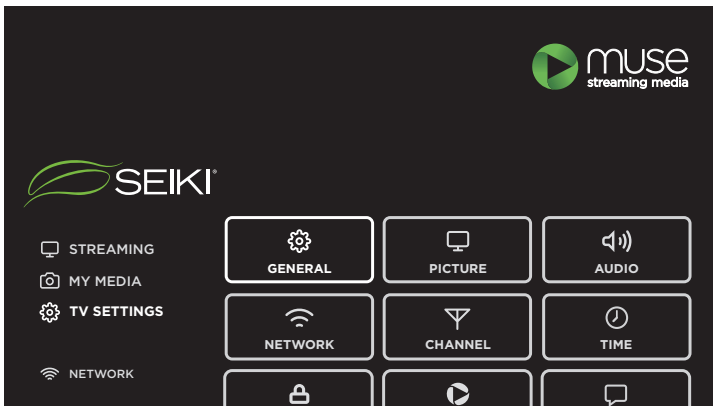 muse
streaming media
SEIKI®
STREAMING
MY MEDIA
TV SETTINGS
NETWORK
GENERAL
PICTURE
AUDIO
NETWORK
CHANNEL
TIME